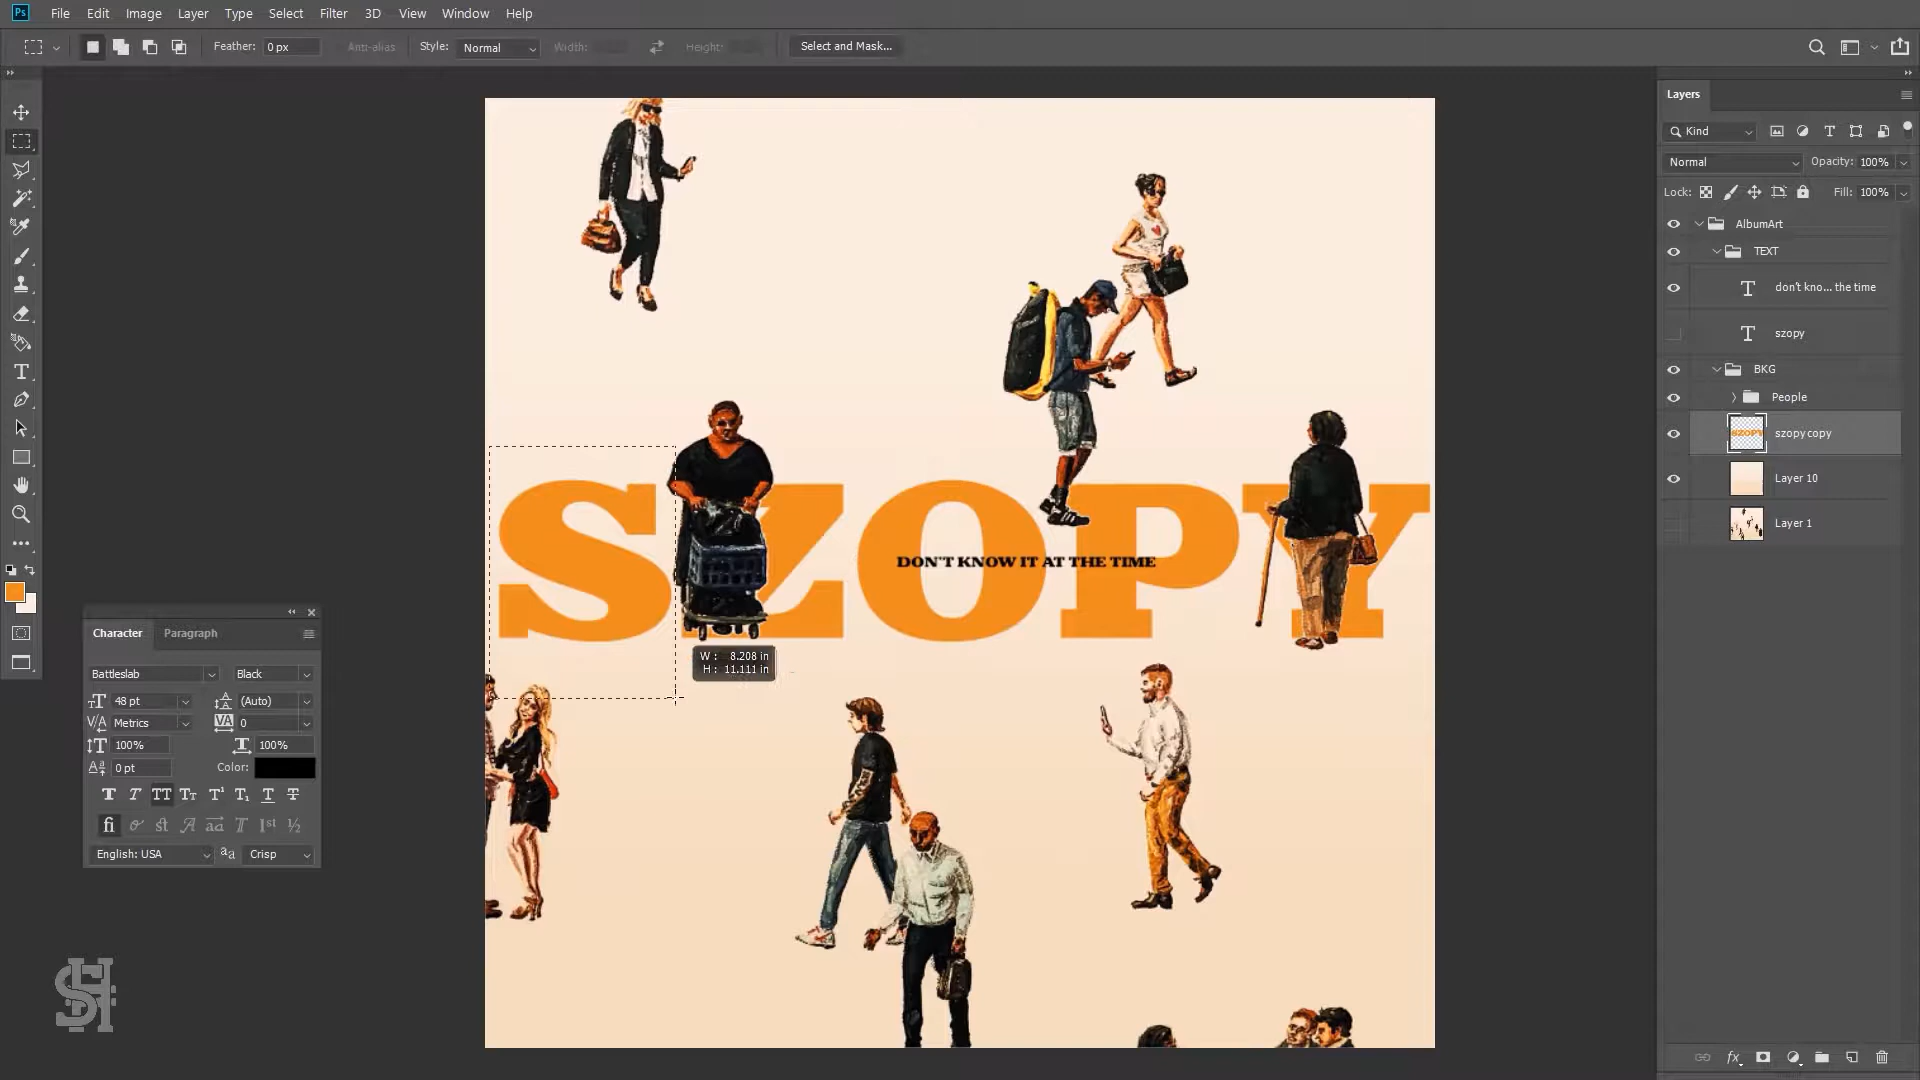 Ps File Edit Image Layer Type Select Filter 3D View Window Help
Feather: 0 px Anti-alias Style: Normal Width: Height: Select and Mask...
Layers
Kind
Normal Opacity: 100%
Lock: Fill: 100%
AlbumArt
TEXT
don't kno... the time
szopy
BKG
People
szopy copy
Layer 10
Layer 1
SZOPY
DON'T KNOW IT AT THE TIME
W: 8.208 in
H: 11.111 in
Character Paragraph
Battleslab Black
48 pt (Auto)
Metrics 0
100% 100%
0 pt Color:
English: USA Crisp
SH